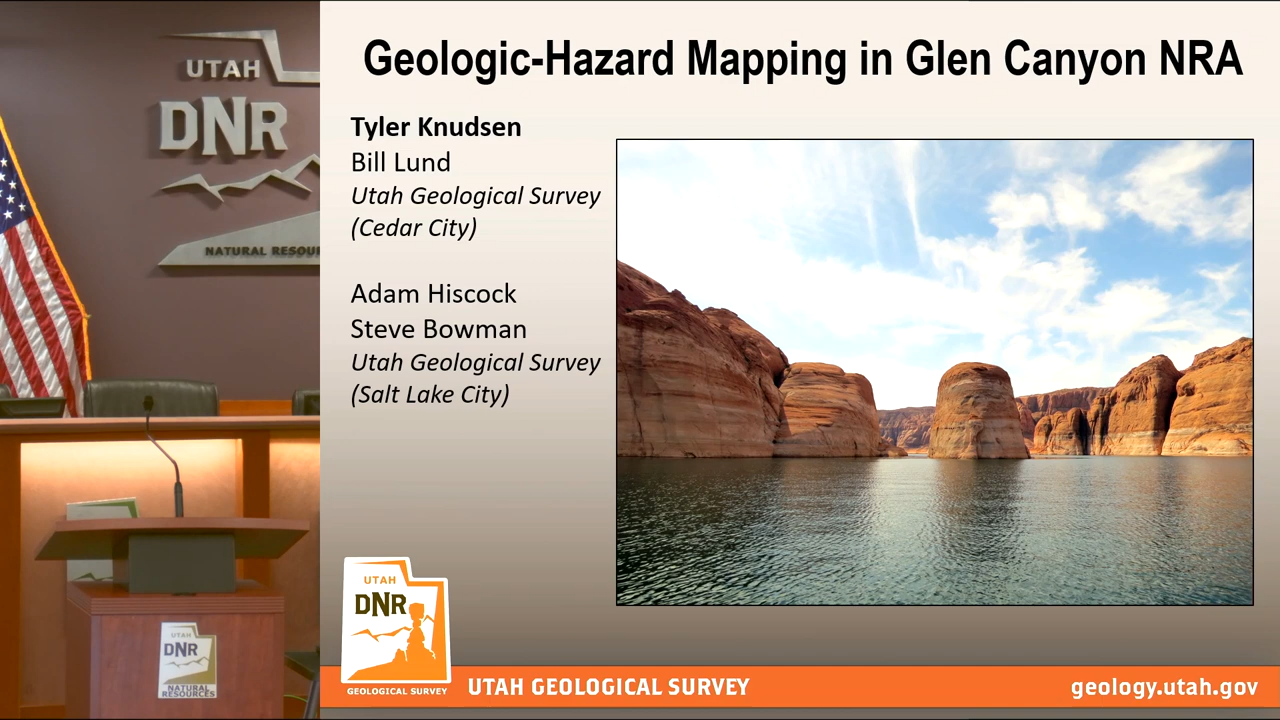 UTAH
DNR
NATURAL RESOUR
UTAH
DNR
NATURAL
RESOURCES
Geologic-Hazard Mapping in Glen Canyon NRA
Tyler Knudsen
Bill Lund
Utah Geological Survey
(Cedar City)
Adam Hiscock
Steve Bowman
Utah Geological Survey
(Salt Lake City)
UTAH
DNR
GEOLOGICAL SURVEY
UTAH GEOLOGICAL SURVEY
geology.utah.gov